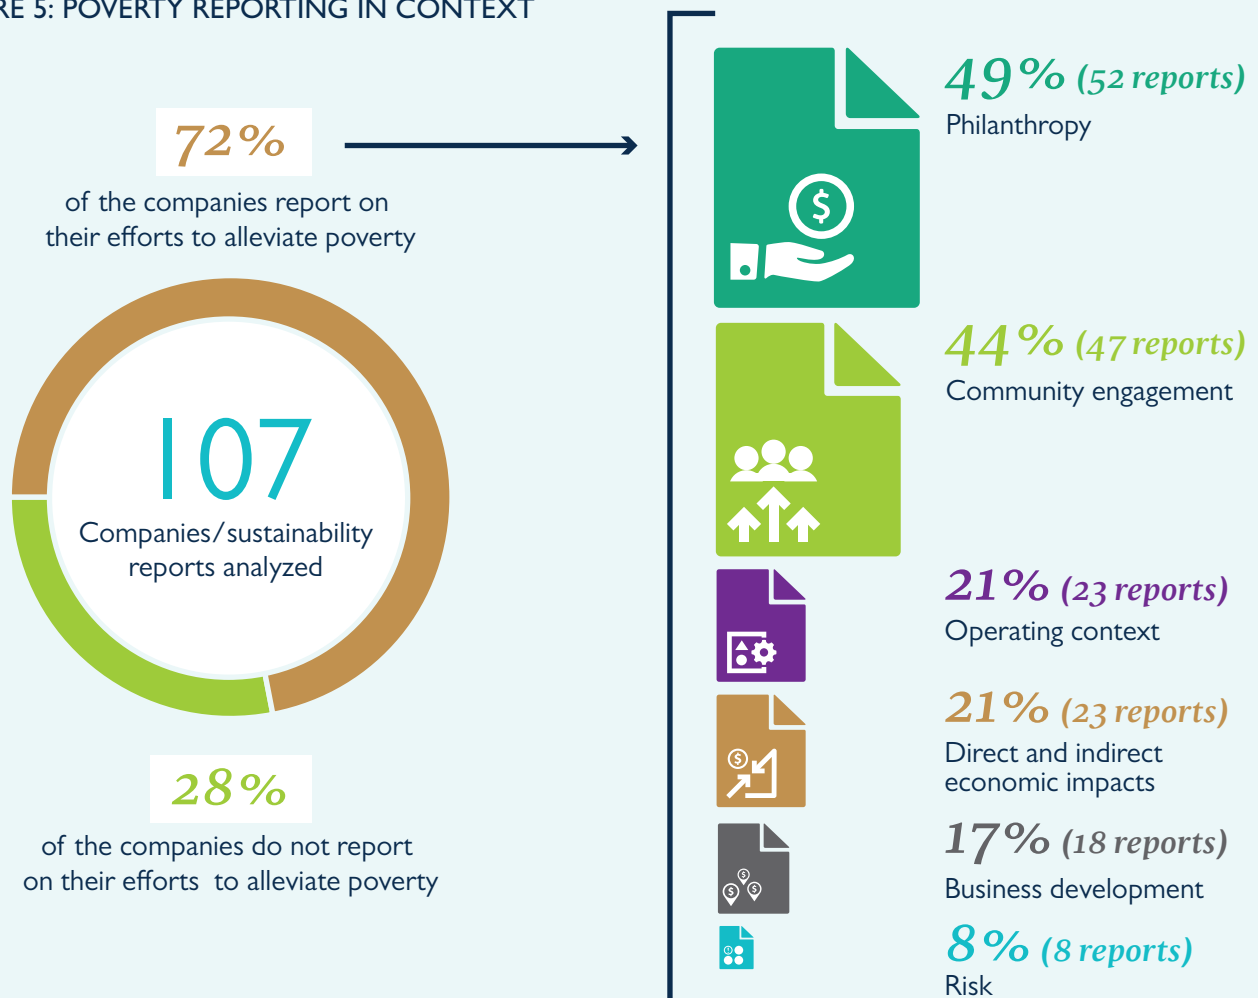 RE 5: POVERTY REPORTING IN CONTEXT
72%
of the companies report on
their efforts to alleviate poverty
107
Companies/sustainability
reports analyzed
28%
of the companies do not report
on their efforts to alleviate poverty
49% (52 reports)
Philanthropy
44% (47 reports)
Community engagement
21% (23 reports)
Operating context
21% (23 reports)
Direct and indirect
economic impacts
17% (18 reports)
Business development
8% (8 reports)
Risk